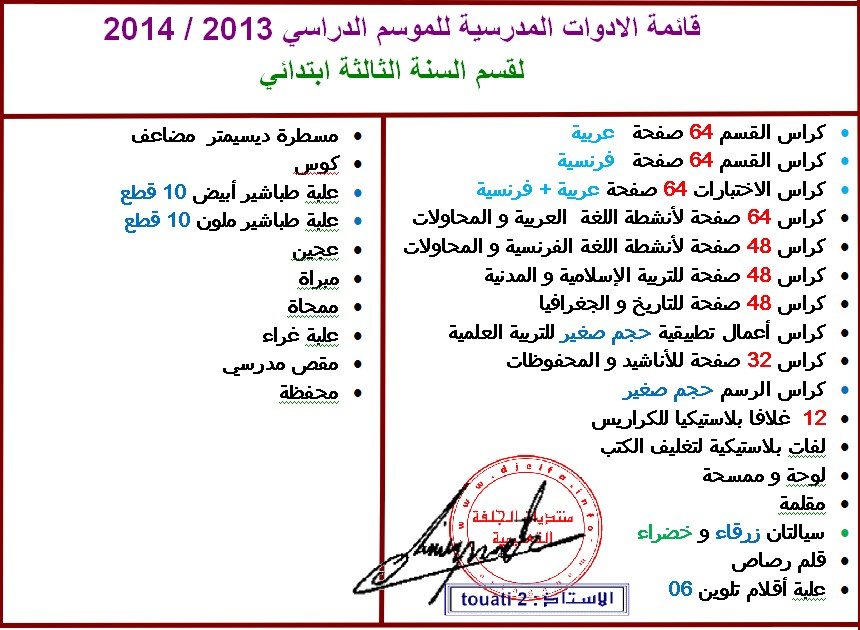 قائمة الادوات المدرسية للموسم الدراسي 2013 / 2014
لقسم السنة الثالثة ابتدائي
كراس القسم 64 صفحة عربية
كراس القسم 64 صفحة فرنسية
كراس الاختبارات 64 صفحة عربية + فرنسية
كراس 64 صفحة لأنشطة اللغة العربية و المحاولات
كراس 48 صفحة لأنشطة اللغة الفرنسية و المحاولات
كراس 48 صفحة للتربية الإسلامية و المدنية
كراس 48 صفحة للتاريخ و الجغرافيا
كراس أعمال تطبيقية حجم صغير للتربية العلمية
كراس 32 صفحة للأناشيد و المحفوظات
كراس الرسم حجم صغير
12 غلافا بلاستيكيا للكراريس
لفات بلاستيكية لتغليف الكتب
لوحة و ممسحة
مقلمة
سيالتان زرقاء و خضراء
قلم رصاص
علبة أقلام تلوين 06
مسطرة ديسيمتر مضاعف
كوس
علبة طباشير أبيض 10 قطع
علبة طباشير ملون 10 قطع
عجين
مبراة
ممحاة
علبة غراء
مقص مدرسي
محفظة
www.djelfa.info
منتديات الجلفة
الاستاذ : touati 2